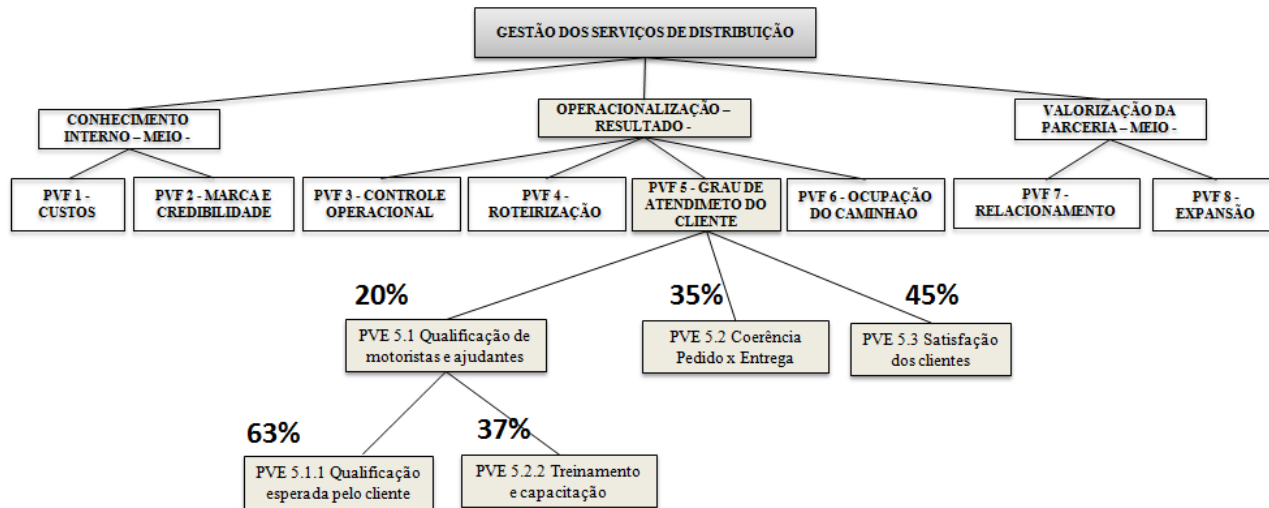 GESTÃO DOS SERVIÇOS DE DISTRIBUIÇÃO
CONHECIMENTO
INTERNO – MEIO -
OPERACIONALIZAÇÃO –
RESULTADO -
VALORIZAÇÃO DA
PARCERIA – MEIO -
PVF 1 -
CUSTOS
PVF 2 - MARCA E
CREDIBILIDADE
PVF 3 - CONTROLE
OPERACIONAL
PVF 4 -
ROTEIRIZAÇÃO
PVF 5 - GRAU DE
ATENDIMETO DO
CLIENTE
PVF 6 - OCUPAÇÃO
DO CAMINHAO
PVF 7 -
RELACIONAMENTO
PVF 8 -
EXPANSÃO
20%
35%
45%
PVE 5.1 Qualificação de
motoristas e ajudantes
PVE 5.2 Coerência
Pedido x Entrega
PVE 5.3 Satisfação
dos clientes
63%
37%
PVE 5.1.1 Qualificação
esperada pelo cliente
PVE 5.2.2 Treinamento
e capacitação